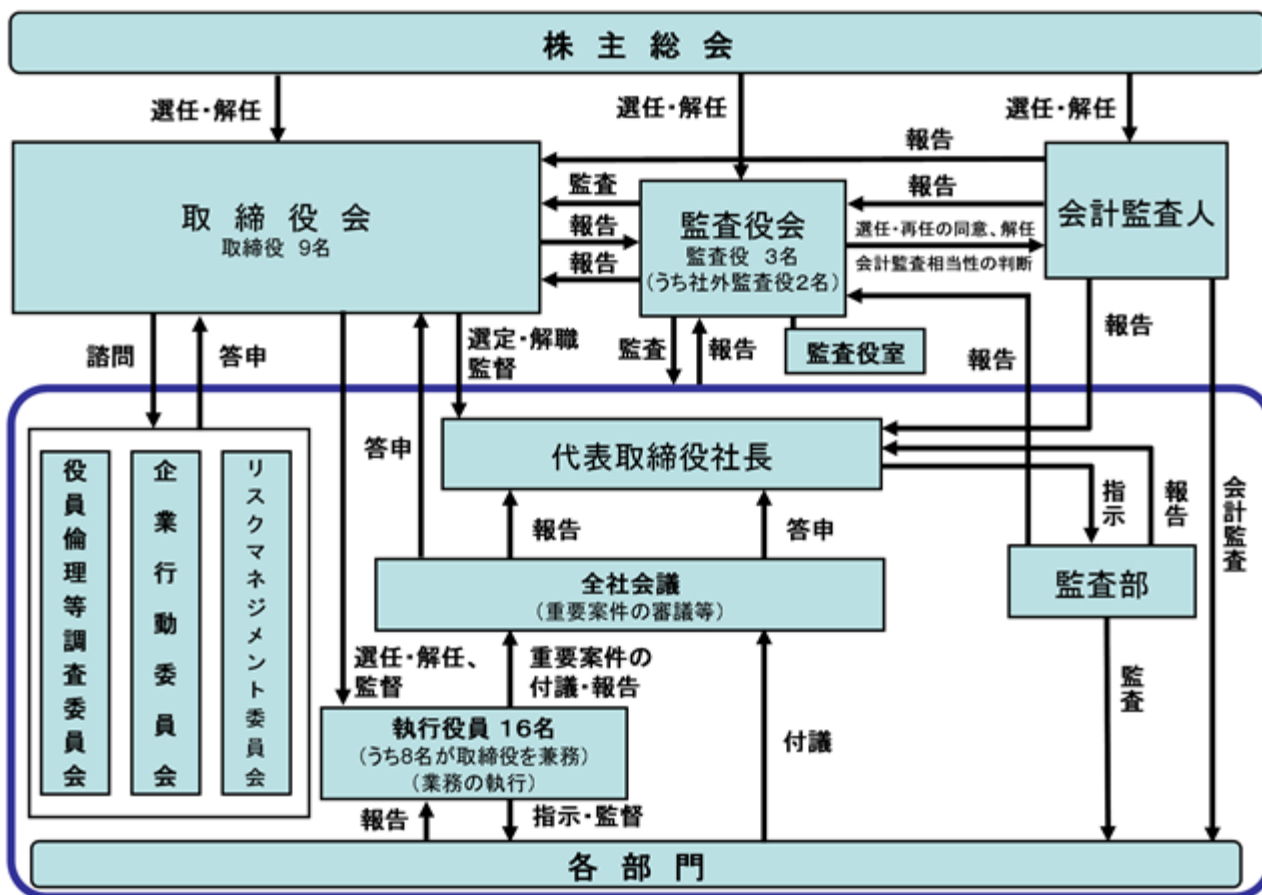 株 主 総 会
選任・解任
選任・解任
選任・解任
取 締 役 会
取締役 9名
監査
報告
報告
監査役会
監査役 3名
(うち社外監査役2名)
報告
報告
選任・再任の同意、解任
会計監査相当性の判断
会計監査人
諮問
答申
選定・解職
監督
監査
報告
監査役室
報告
報告
役員倫理等調査委員会
企業行動委員会
リスクマネジメント委員会
答申
代表取締役社長
報告
答申
指示
報告
会計監査
全社会議
(重要案件の審議等)
監査部
選任・解任、
監督
重要案件の
付議・報告
付議
監査
執行役員 16名
(うち8名が取締役を兼務)
(業務の執行)
報告
指示・監督
各 部 門